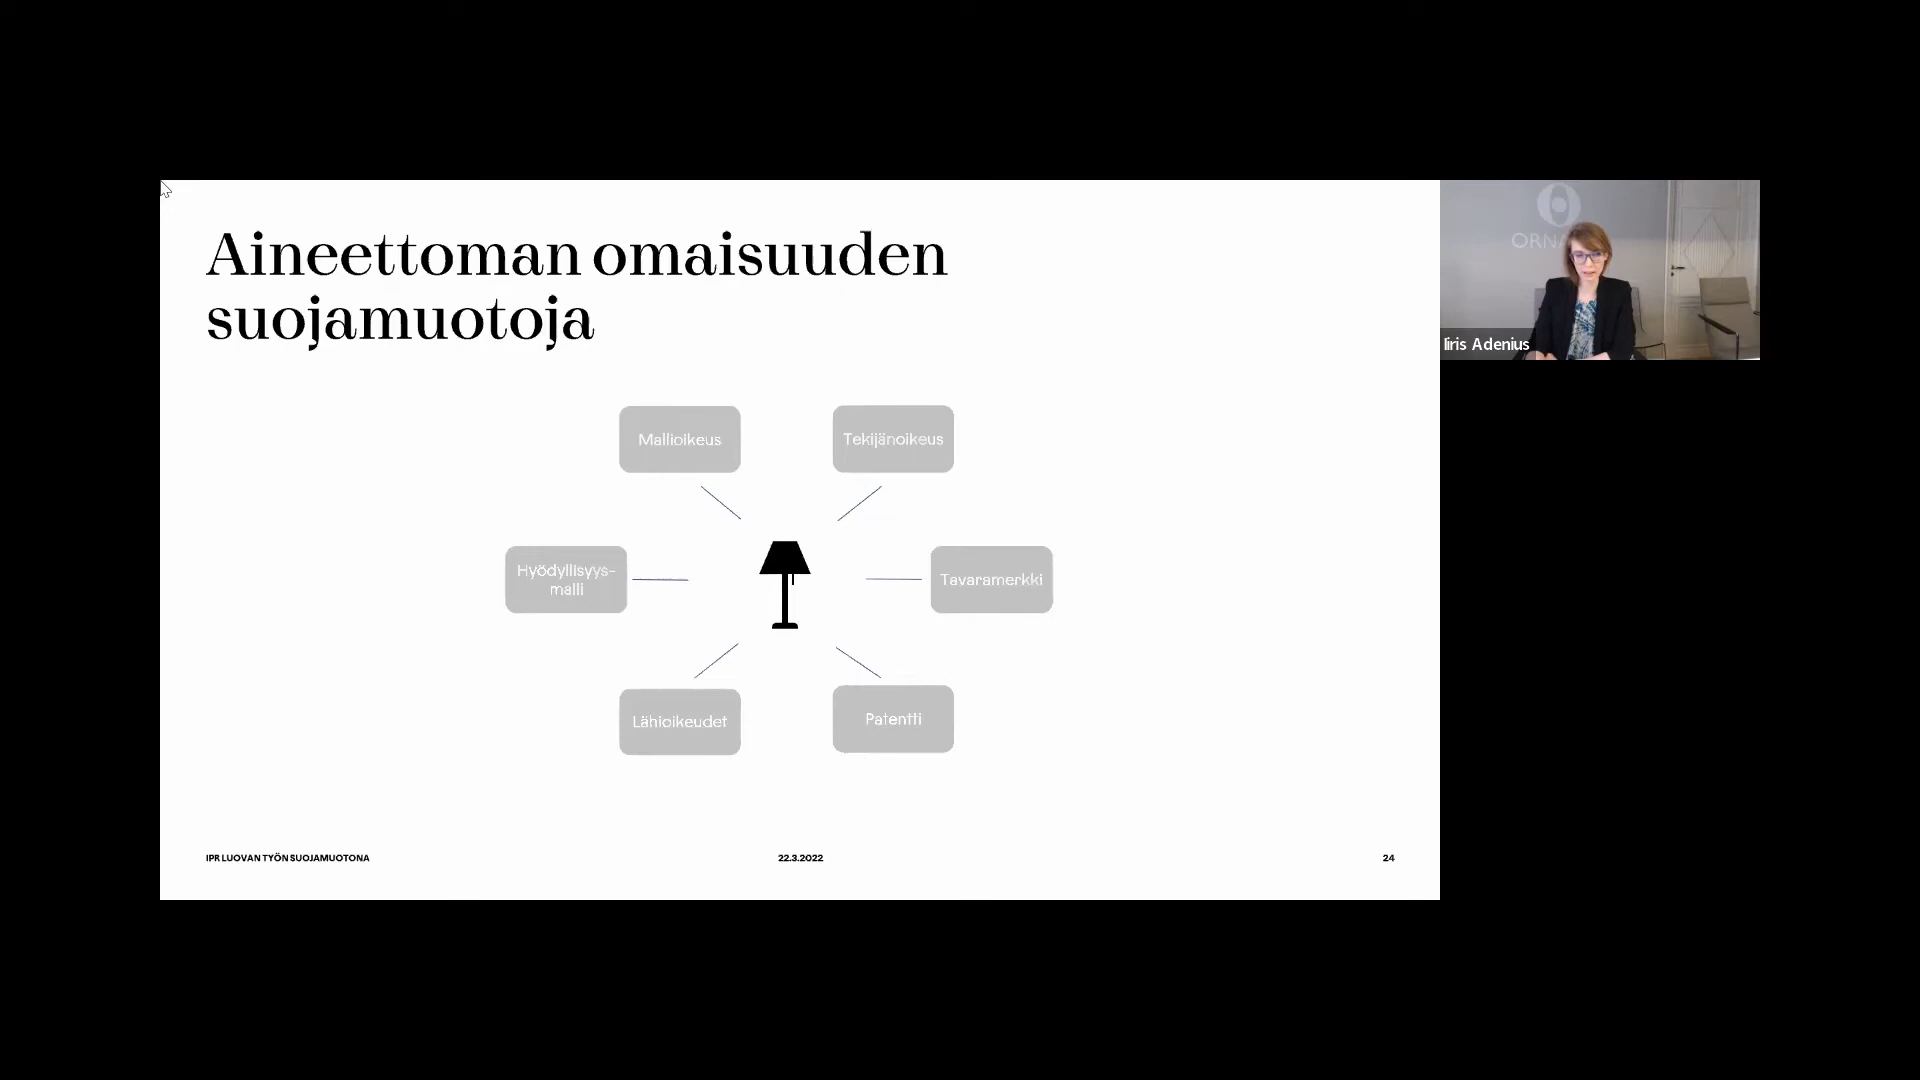 Aineettoman omaisuuden
suojamuotoja
Mallioikeus
Tekijänoikeus
Hyödyllisyys-
malli
Tavaramerkki
Lähioikeudet
Patentti
IPR LUOVAN TYÖN SUOJAMUOTONA
22.3.2022
24
Iiris Adenius